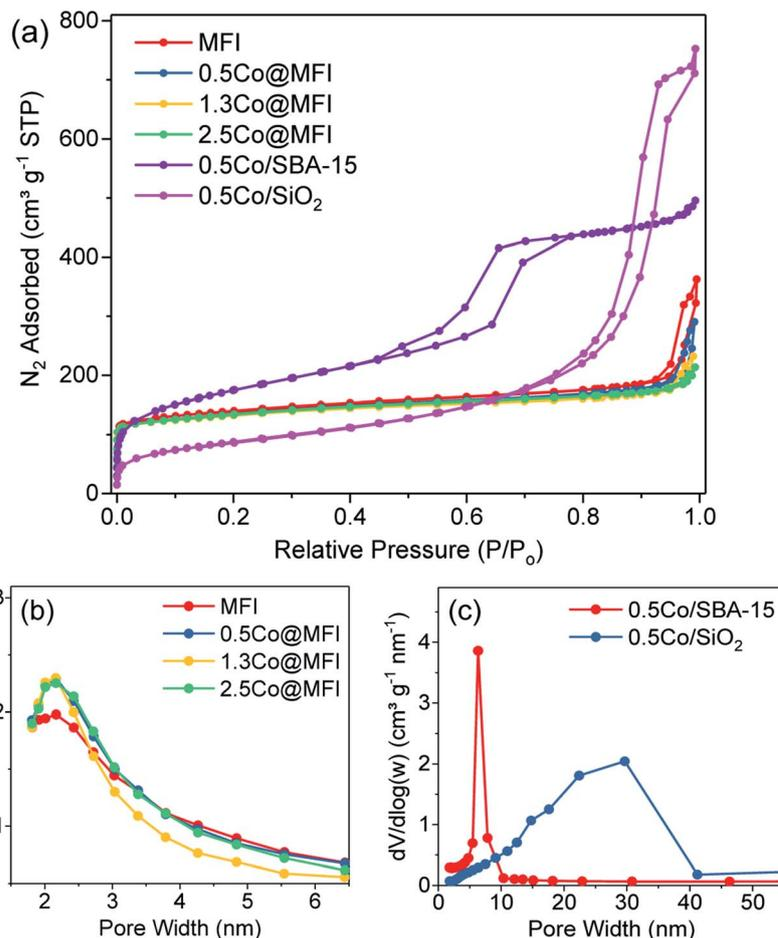 (a)
800
600
400
200
0
N₂ Adsorbed (cm³ g⁻¹ STP)
MFI
0.5Co@MFI
1.3Co@MFI
2.5Co@MFI
0.5Co/SBA-15
0.5Co/SiO₂
0.0 0.2 0.4 0.6 0.8 1.0
Relative Pressure (P/Pₒ)
(b)
MFI
0.5Co@MFI
1.3Co@MFI
2.5Co@MFI
2 3 4 5 6
Pore Width (nm)
(c)
dV/dlog(w) (cm³ g⁻¹ nm⁻¹)
4
3
2
1
0
0.5Co/SBA-15
0.5Co/SiO₂
0 10 20 30 40 50
Pore Width (nm)